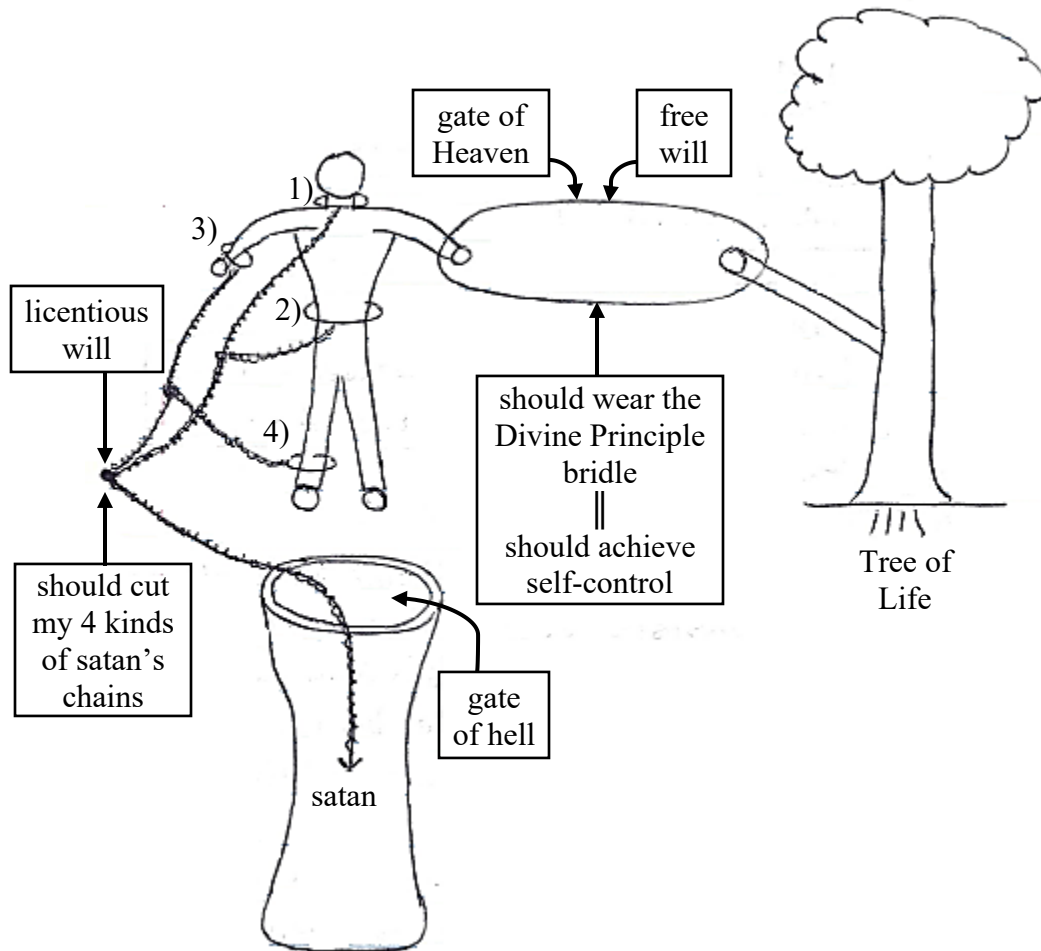 gate of
Heaven
free
will
1)
3)
2)
licentious
will
4)
should wear the
Divine Principle
bridle
||
should achieve
self-control
Tree of
Life
should cut
my 4 kinds
of satan's
chains
gate
of hell
satan